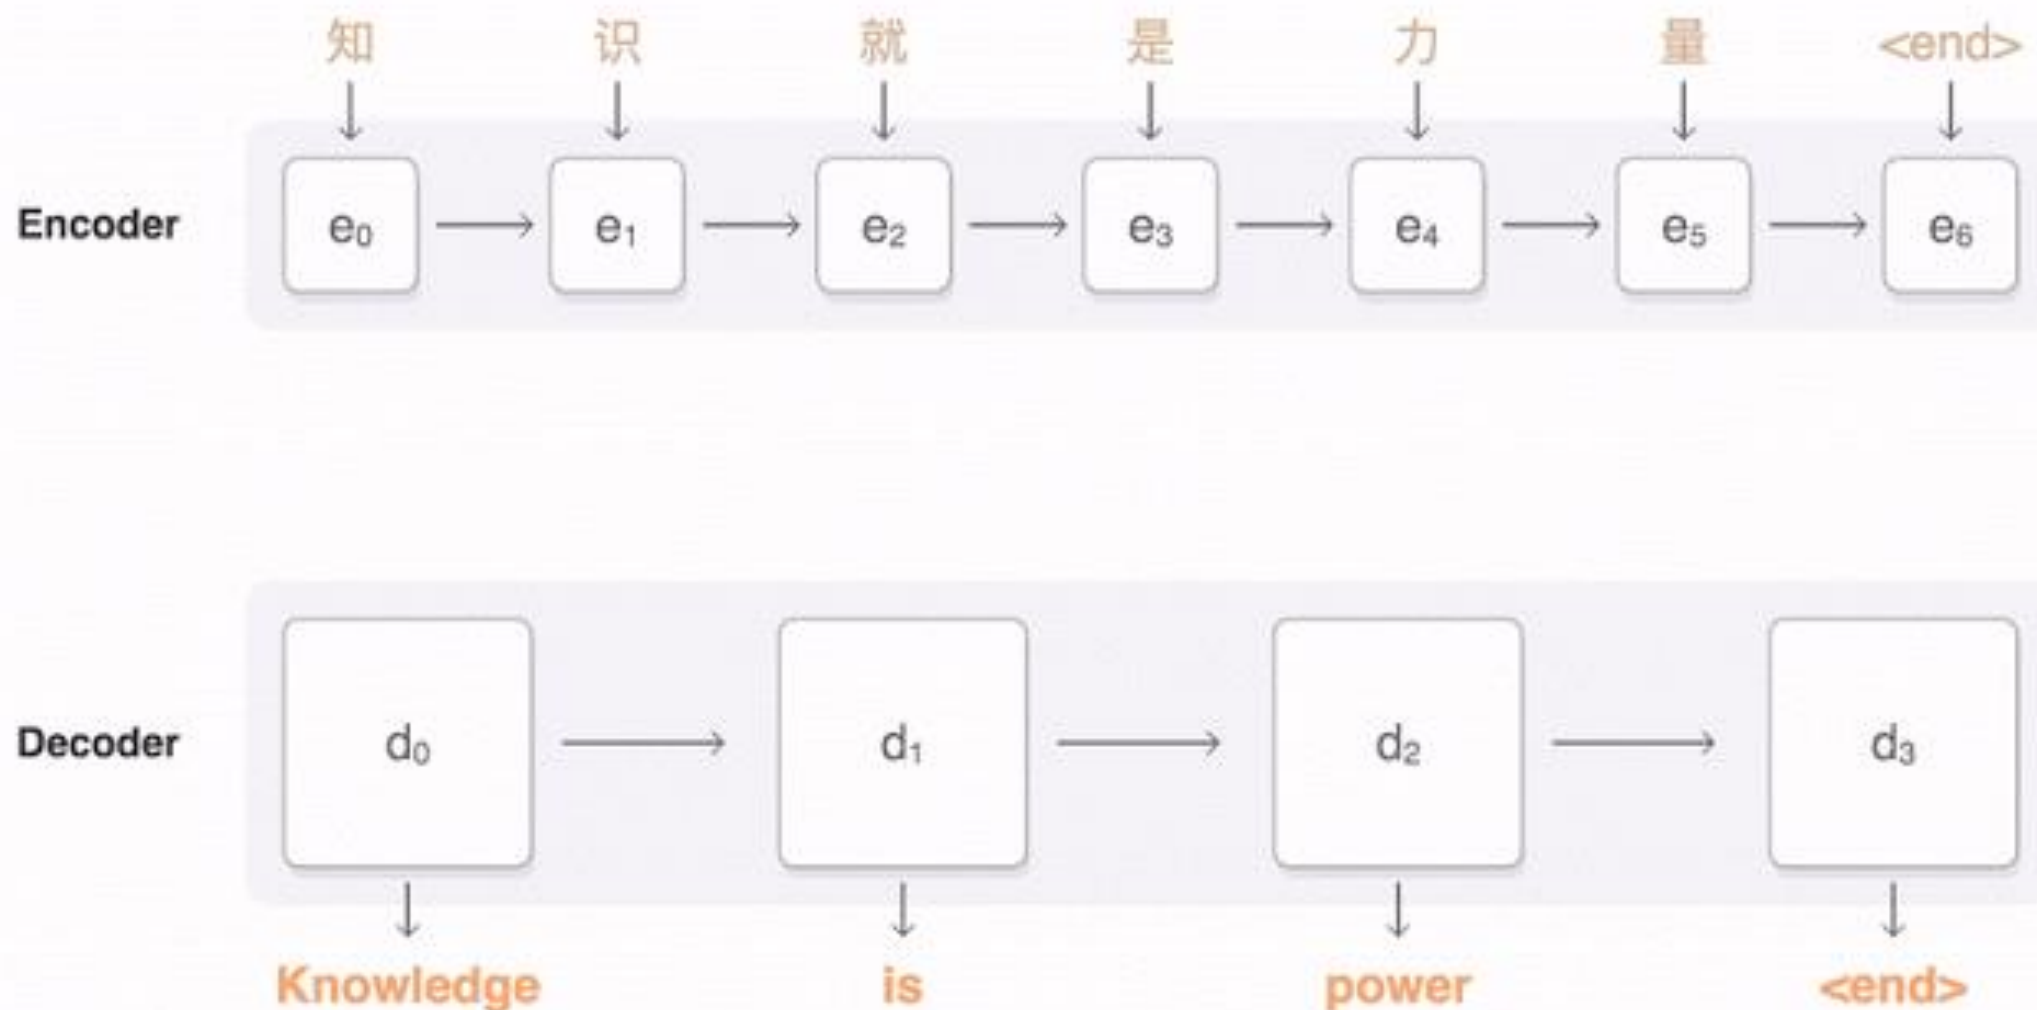 知 识 就 是 力 量 <end>
Encoder e₀ e₁ e₂ e₃ e₄ e₅ e₆
Decoder d₀ d₁ d₂ d₃
Knowledge is power <end>